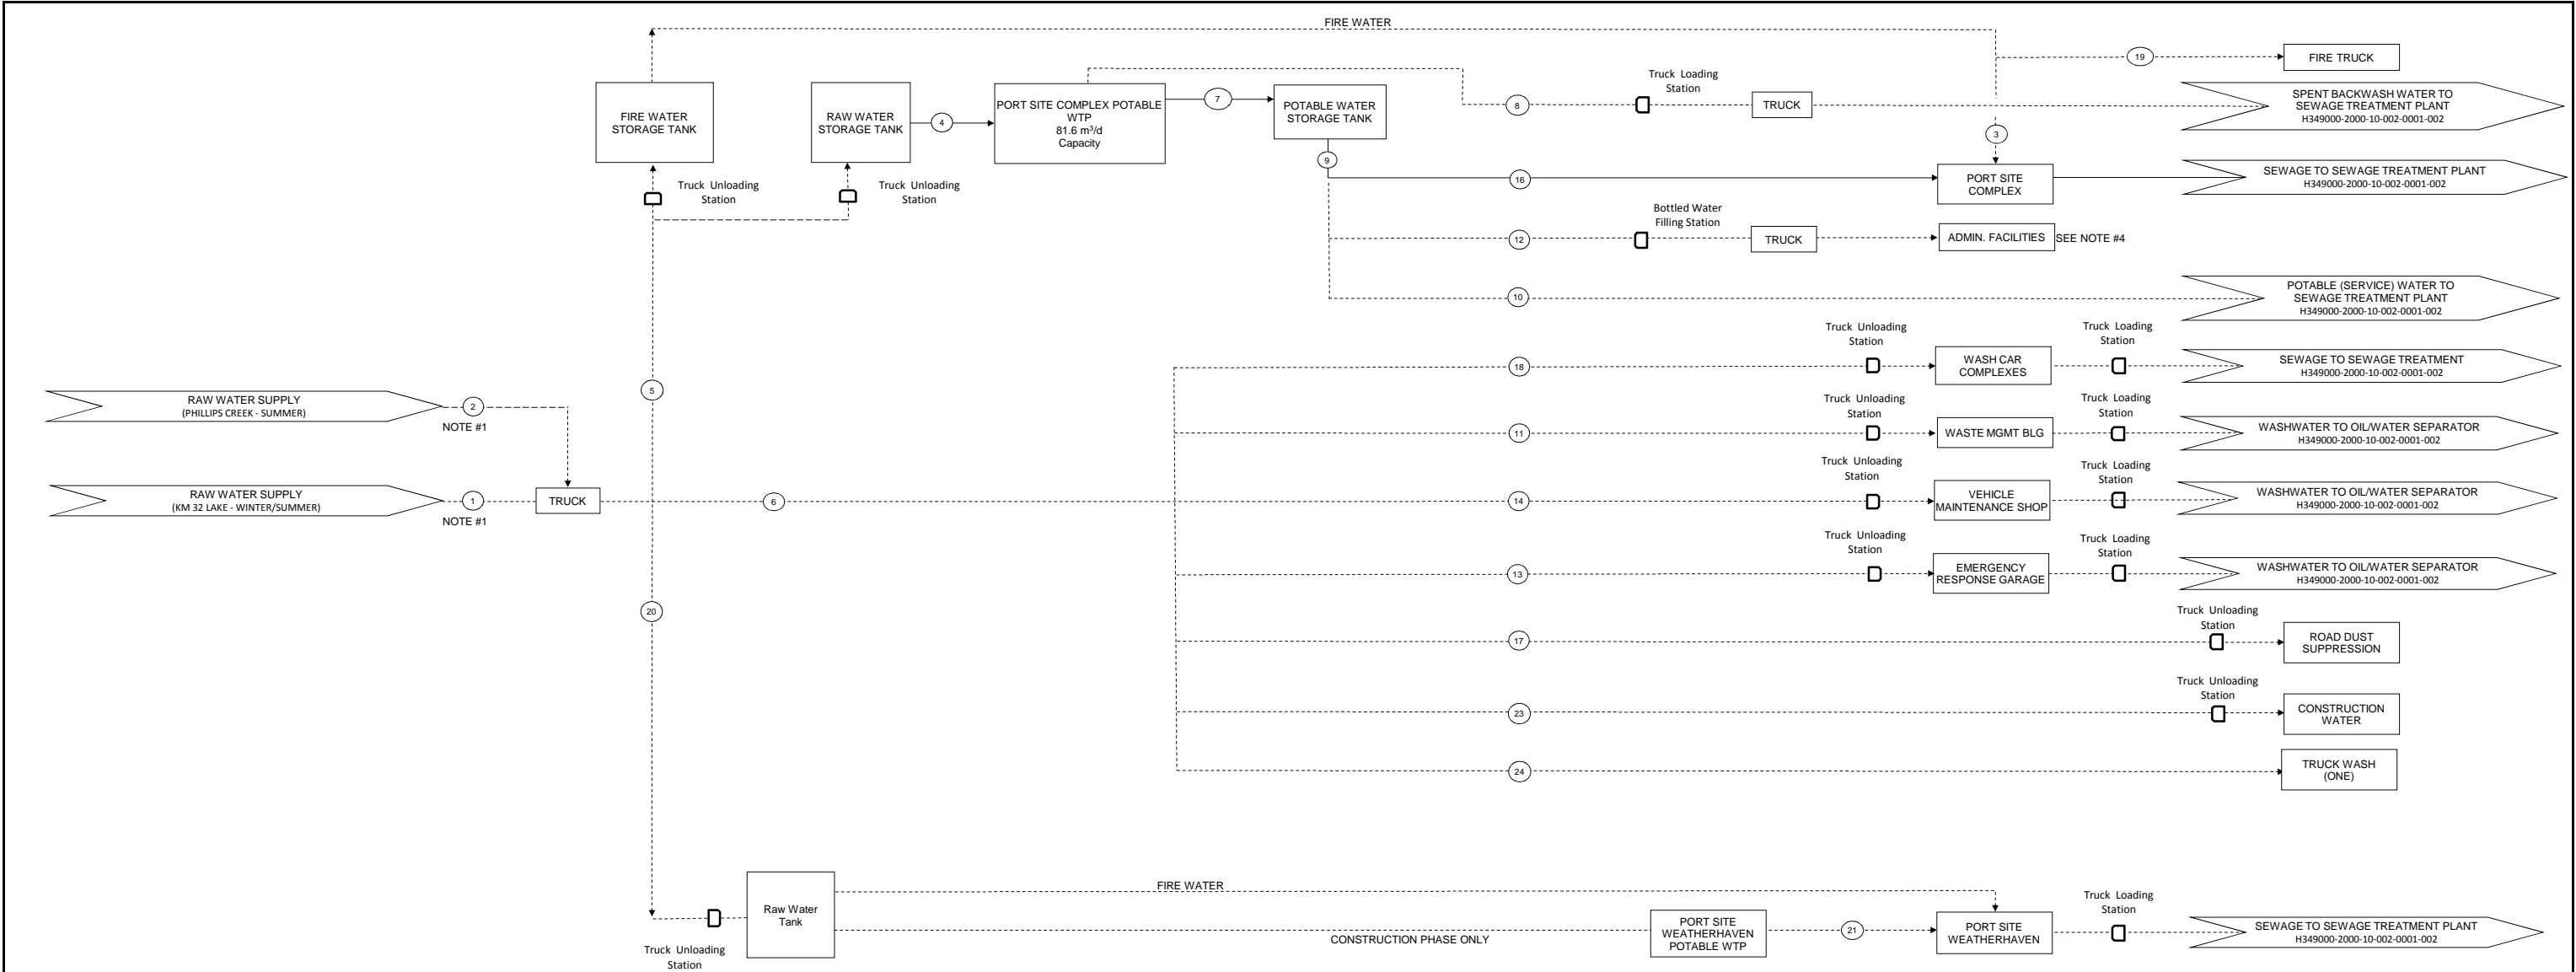 FIRE WATER
19
FIRE TRUCK
FIRE WATER
STORAGE TANK
RAW WATER
STORAGE TANK
4
PORT SITE COMPLEX POTABLE
WTP
81.6 m³/d
Capacity
7
POTABLE WATER
STORAGE TANK
8
Truck Loading
Station
TRUCK
SPENT BACKWASH WATER TO
SEWAGE TREATMENT PLANT
H349000-2000-10-002-0001-002
3
9
Truck Unloading
Station
Truck Unloading
Station
16
PORT SITE
COMPLEX
SEWAGE TO SEWAGE TREATMENT PLANT
H349000-2000-10-002-0001-002
12
Bottled Water
Filling Station
TRUCK
ADMIN. FACILITIES
SEE NOTE #4
10
POTABLE (SERVICE) WATER TO
SEWAGE TREATMENT PLANT
H349000-2000-10-002-0001-002
5
18
Truck Unloading
Station
WASH CAR
COMPLEXES
Truck Loading
Station
SEWAGE TO SEWAGE TREATMENT
H349000-2000-10-002-0001-002
RAW WATER SUPPLY
(PHILLIPS CREEK - SUMMER)
2
NOTE #1
11
Truck Unloading
Station
WASTE MGMT BLG
Truck Loading
Station
WASHWATER TO OIL/WATER SEPARATOR
H349000-2000-10-002-0001-002
RAW WATER SUPPLY
(KM 32 LAKE - WINTER/SUMMER)
1
NOTE #1
TRUCK
6
14
Truck Unloading
Station
VEHICLE
MAINTENANCE SHOP
Truck Loading
Station
WASHWATER TO OIL/WATER SEPARATOR
H349000-2000-10-002-0001-002
13
Truck Unloading
Station
EMERGENCY
RESPONSE GARAGE
Truck Loading
Station
WASHWATER TO OIL/WATER SEPARATOR
H349000-2000-10-002-0001-002
20
17
Truck Unloading
Station
ROAD DUST
SUPPRESSION
23
Truck Unloading
Station
CONSTRUCTION
WATER
24
TRUCK WASH
(ONE)
Truck Unloading
Station
Raw Water
Tank
FIRE WATER
CONSTRUCTION PHASE ONLY
PORT SITE
WEATHERHAVEN
POTABLE WTP
21
PORT SITE
WEATHERHAVEN
Truck Loading
Station
SEWAGE TO SEWAGE TREATMENT PLANT
H349000-2000-10-002-0001-002